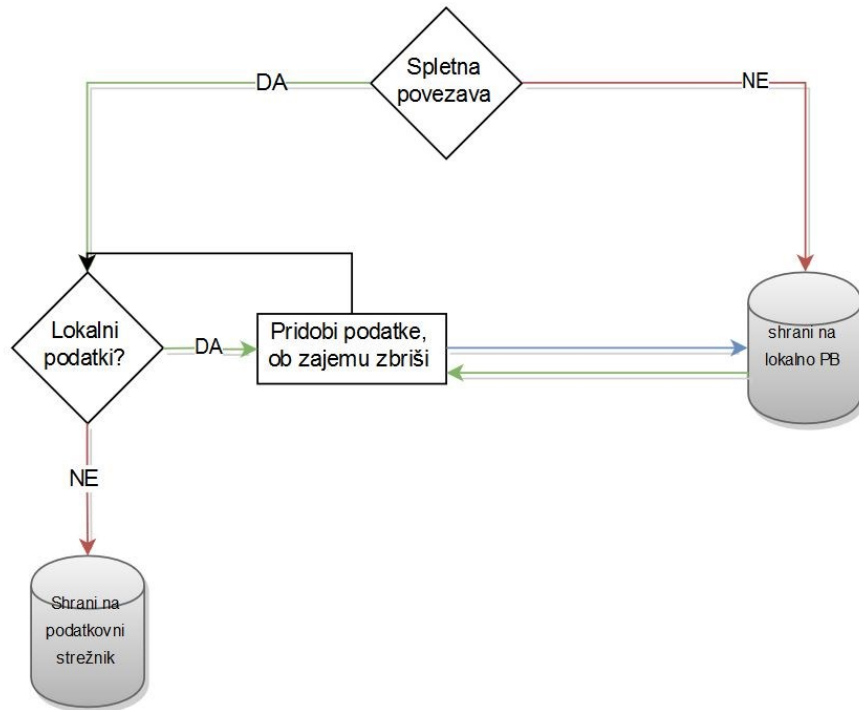 Spletna
povezava
DA
NE
Lokalni
podatki?
DA
Pridobi podatke,
ob zajemu zbriši
shrani na
lokalno PB
NE
Shrani na
podatkovni
strežnik